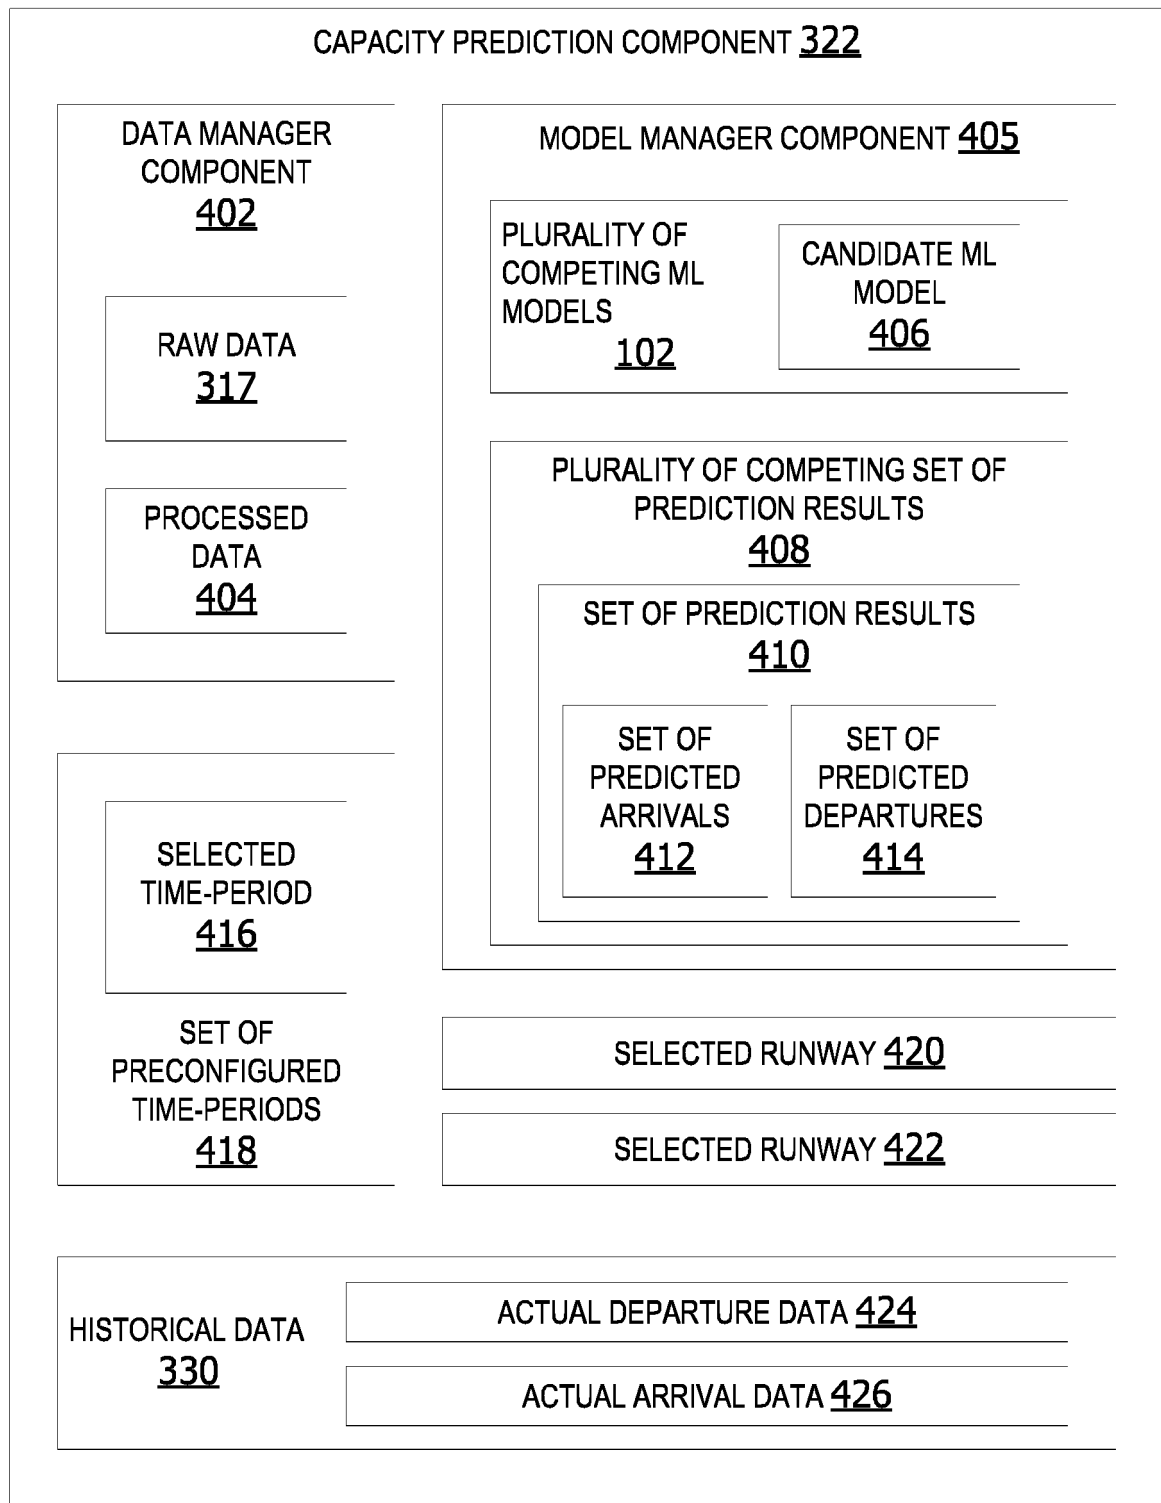 CAPACITY PREDICTION COMPONENT 322
DATA MANAGER
COMPONENT
402
RAW DATA
317
PROCESSED
DATA
404
MODEL MANAGER COMPONENT 405
PLURALITY OF
COMPETING ML
MODELS
102
CANDIDATE ML
MODEL
406
PLURALITY OF COMPETING SET OF
PREDICTION RESULTS
408
SET OF PREDICTION RESULTS
410
SET OF
PREDICTED
ARRIVALS
412
SET OF
PREDICTED
DEPARTURES
414
SELECTED
TIME-PERIOD
416
SET OF
PRECONFIGURED
TIME-PERIODS
418
SELECTED RUNWAY 420
SELECTED RUNWAY 422
HISTORICAL DATA
330
ACTUAL DEPARTURE DATA 424
ACTUAL ARRIVAL DATA 426